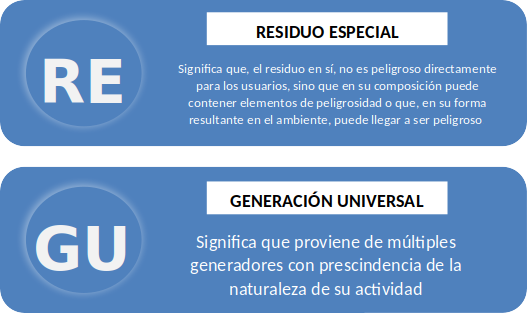 RE
RESIDUO ESPECIAL
Significa que, el residuo en sí, no es peligroso directamente
para los usuarios, sino que en su composición puede
contener elementos de peligrosidad o que, en su forma
resultante en el ambiente, puede llegar a ser peligroso
GU
GENERACIÓN UNIVERSAL
Significa que proviene de múltiples
generadores con prescindencia de la
naturaleza de su actividad